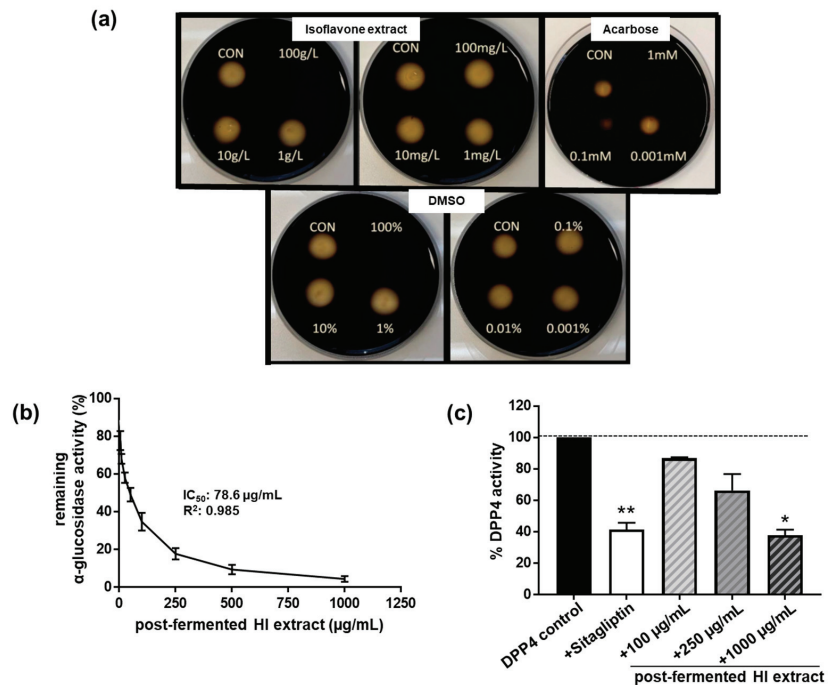 (a)
Isoflavone extract
Acarbose
CON 100g/L
10g/L 1g/L
CON 100mg/L
10mg/L 1mg/L
CON 1mM
0.1mM 0.001mM
DMSO
CON 100%
10% 1%
CON 0.1%
0.01% 0.001%
(b)
remaining
α-glucosidase activity (%)
100
80
60
40
20
0
IC50: 78.6 µg/mL
R²: 0.985
0 250 500 750 1000 1250
post-fermented HI extract (µg/mL)
(c)
% DPP4 activity
120
100
80
60
40
20
0
**
*
DPP4 control
+Sitagliptin
+100 µg/mL
+250 µg/mL
+1000 µg/mL
post-fermented HI extract